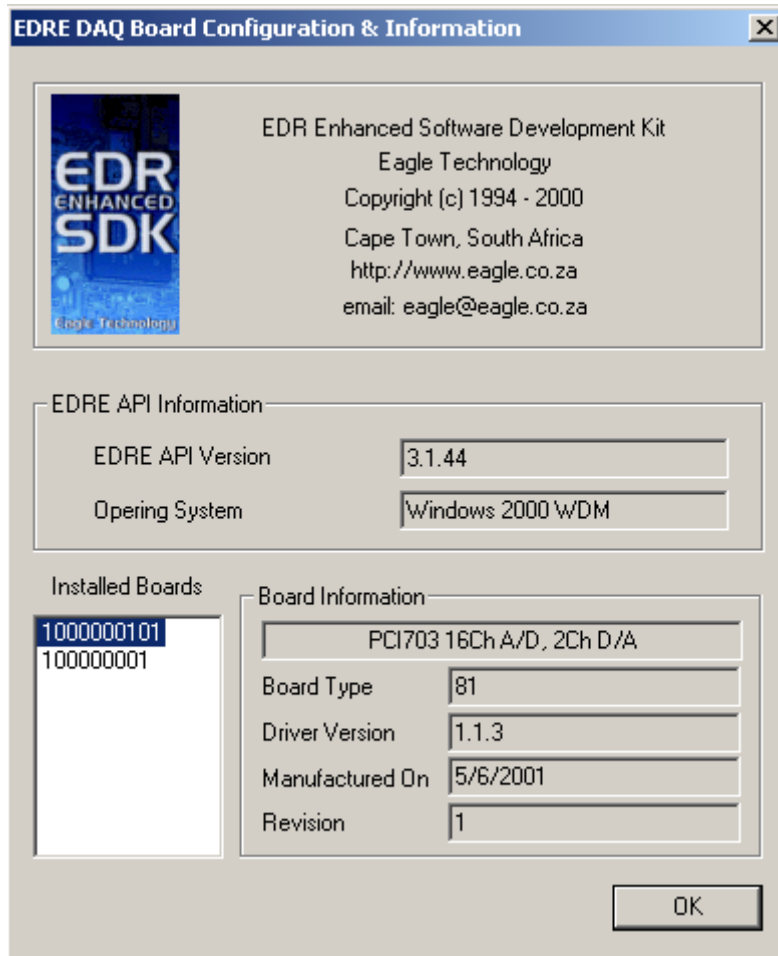 EDRE DAQ Board Configuration & Information
EDR
ENHANCED
SDK
Eagle Technology
EDR Enhanced Software Development Kit
Eagle Technology
Copyright (c) 1994 - 2000
Cape Town, South Africa
http://www.eagle.co.za
email: eagle@eagle.co.za
EDRE API Information
EDRE API Version 3.1.44
Opering System Windows 2000 WDM
Installed Boards
1000000101
100000001
Board Information
PCI703 16Ch A/D, 2Ch D/A
Board Type 81
Driver Version 1.1.3
Manufactured On 5/6/2001
Revision 1
OK